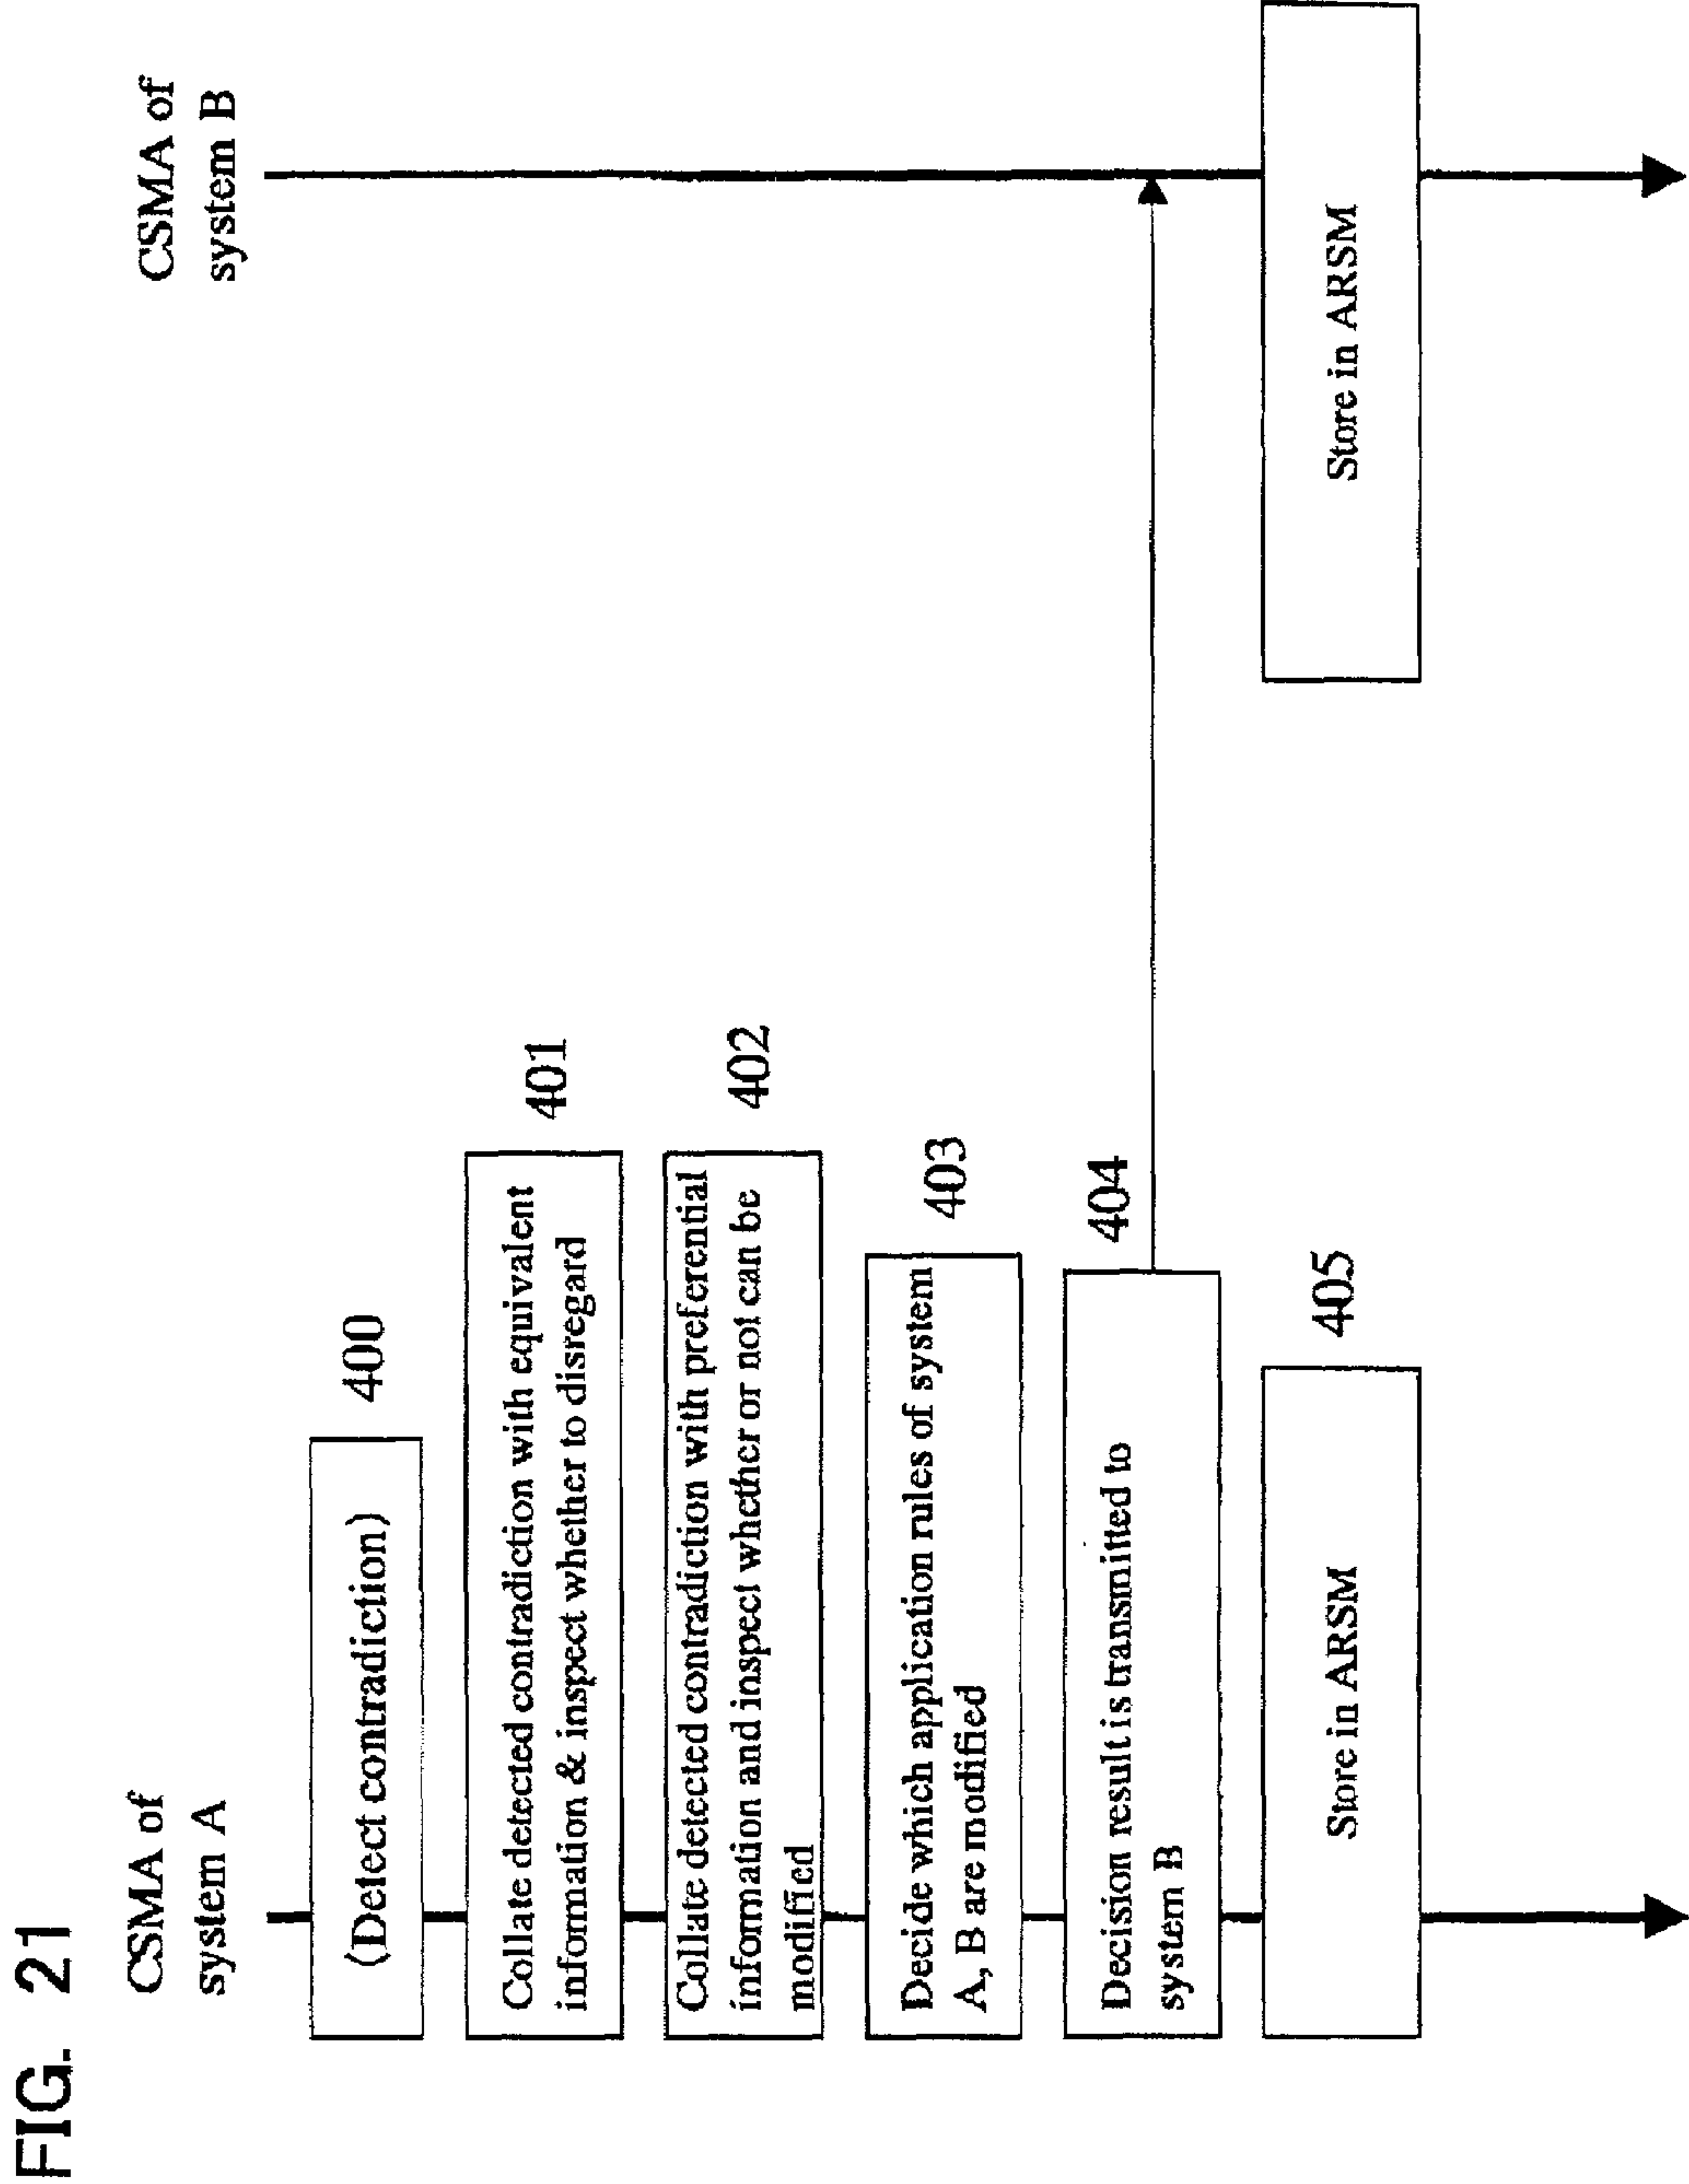 FIG. 21
CSMA of
system A
CSMA of
system B
(Detect contradiction)
400
Collate detected contradiction with equivalent
information & inspect whether to disregard
401
Collate detected contradiction with preferential
information and inspect whether or not can be
modified
402
Decide which application rules of system
A, B are modified
403
Decision result is transmitted to
system B
404
Store in ARSM
405
Store in ARSM